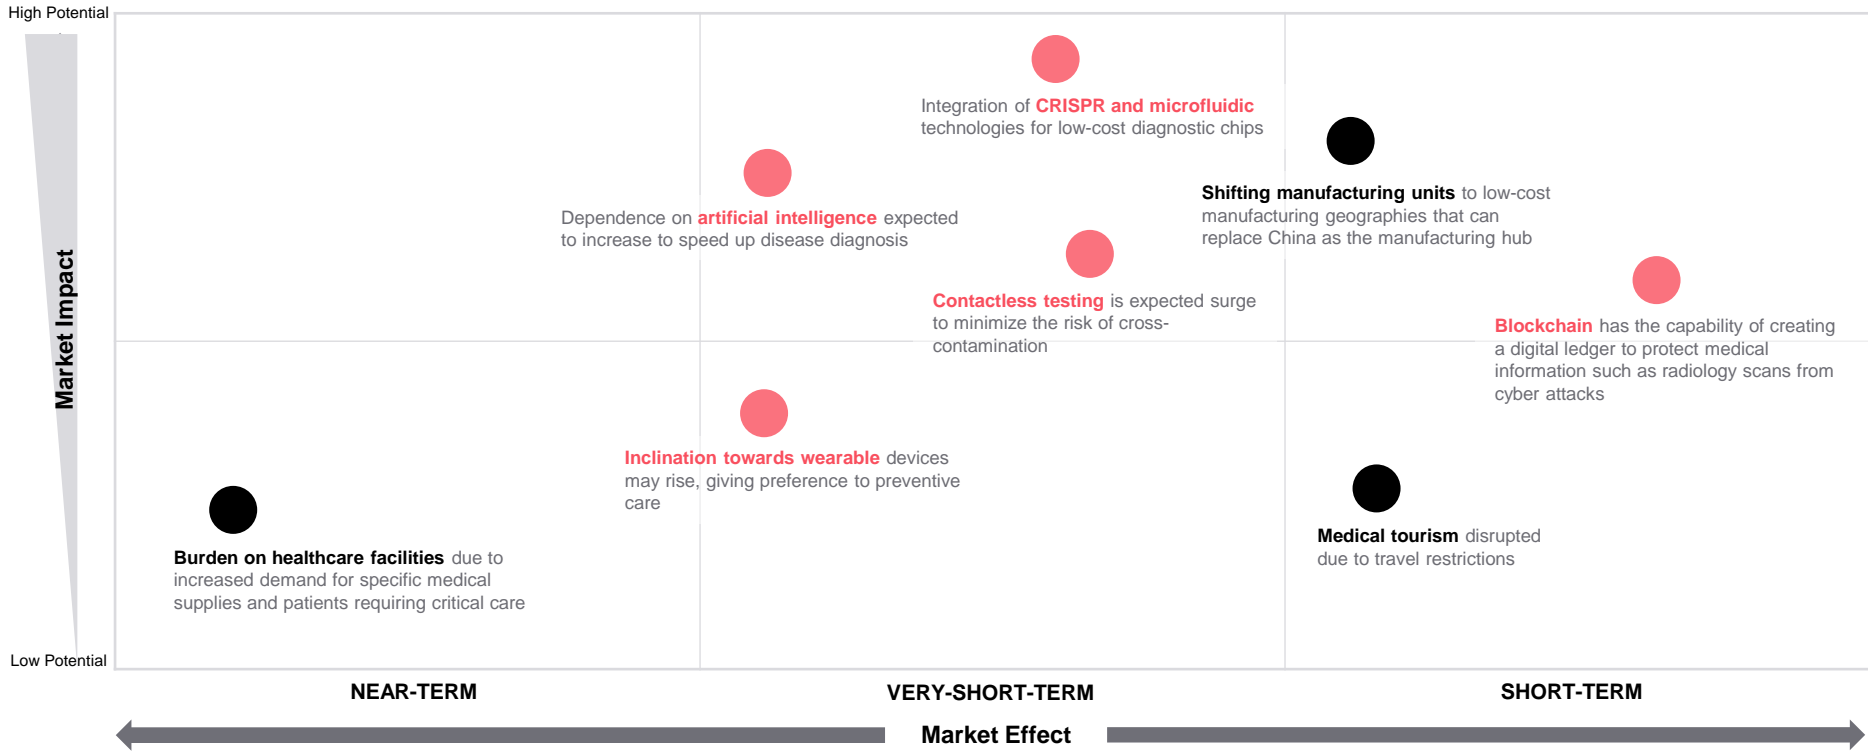 High Potential
Integration of CRISPR and microfluidic
technologies for low-cost diagnostic chips
Dependence on artificial intelligence expected
to increase to speed up disease diagnosis
Shifting manufacturing units to low-cost
manufacturing geographies that can
replace China as the manufacturing hub
Contactless testing is expected surge
to minimize the risk of cross-
contamination
Blockchain has the capability of creating
a digital ledger to protect medical
information such as radiology scans from
cyber attacks
Market Impact
Inclination towards wearable devices
may rise, giving preference to preventive
care
Burden on healthcare facilities due to
increased demand for specific medical
supplies and patients requiring critical care
Medical tourism disrupted
due to travel restrictions
Low Potential
NEAR-TERM
VERY-SHORT-TERM
SHORT-TERM
Market Effect